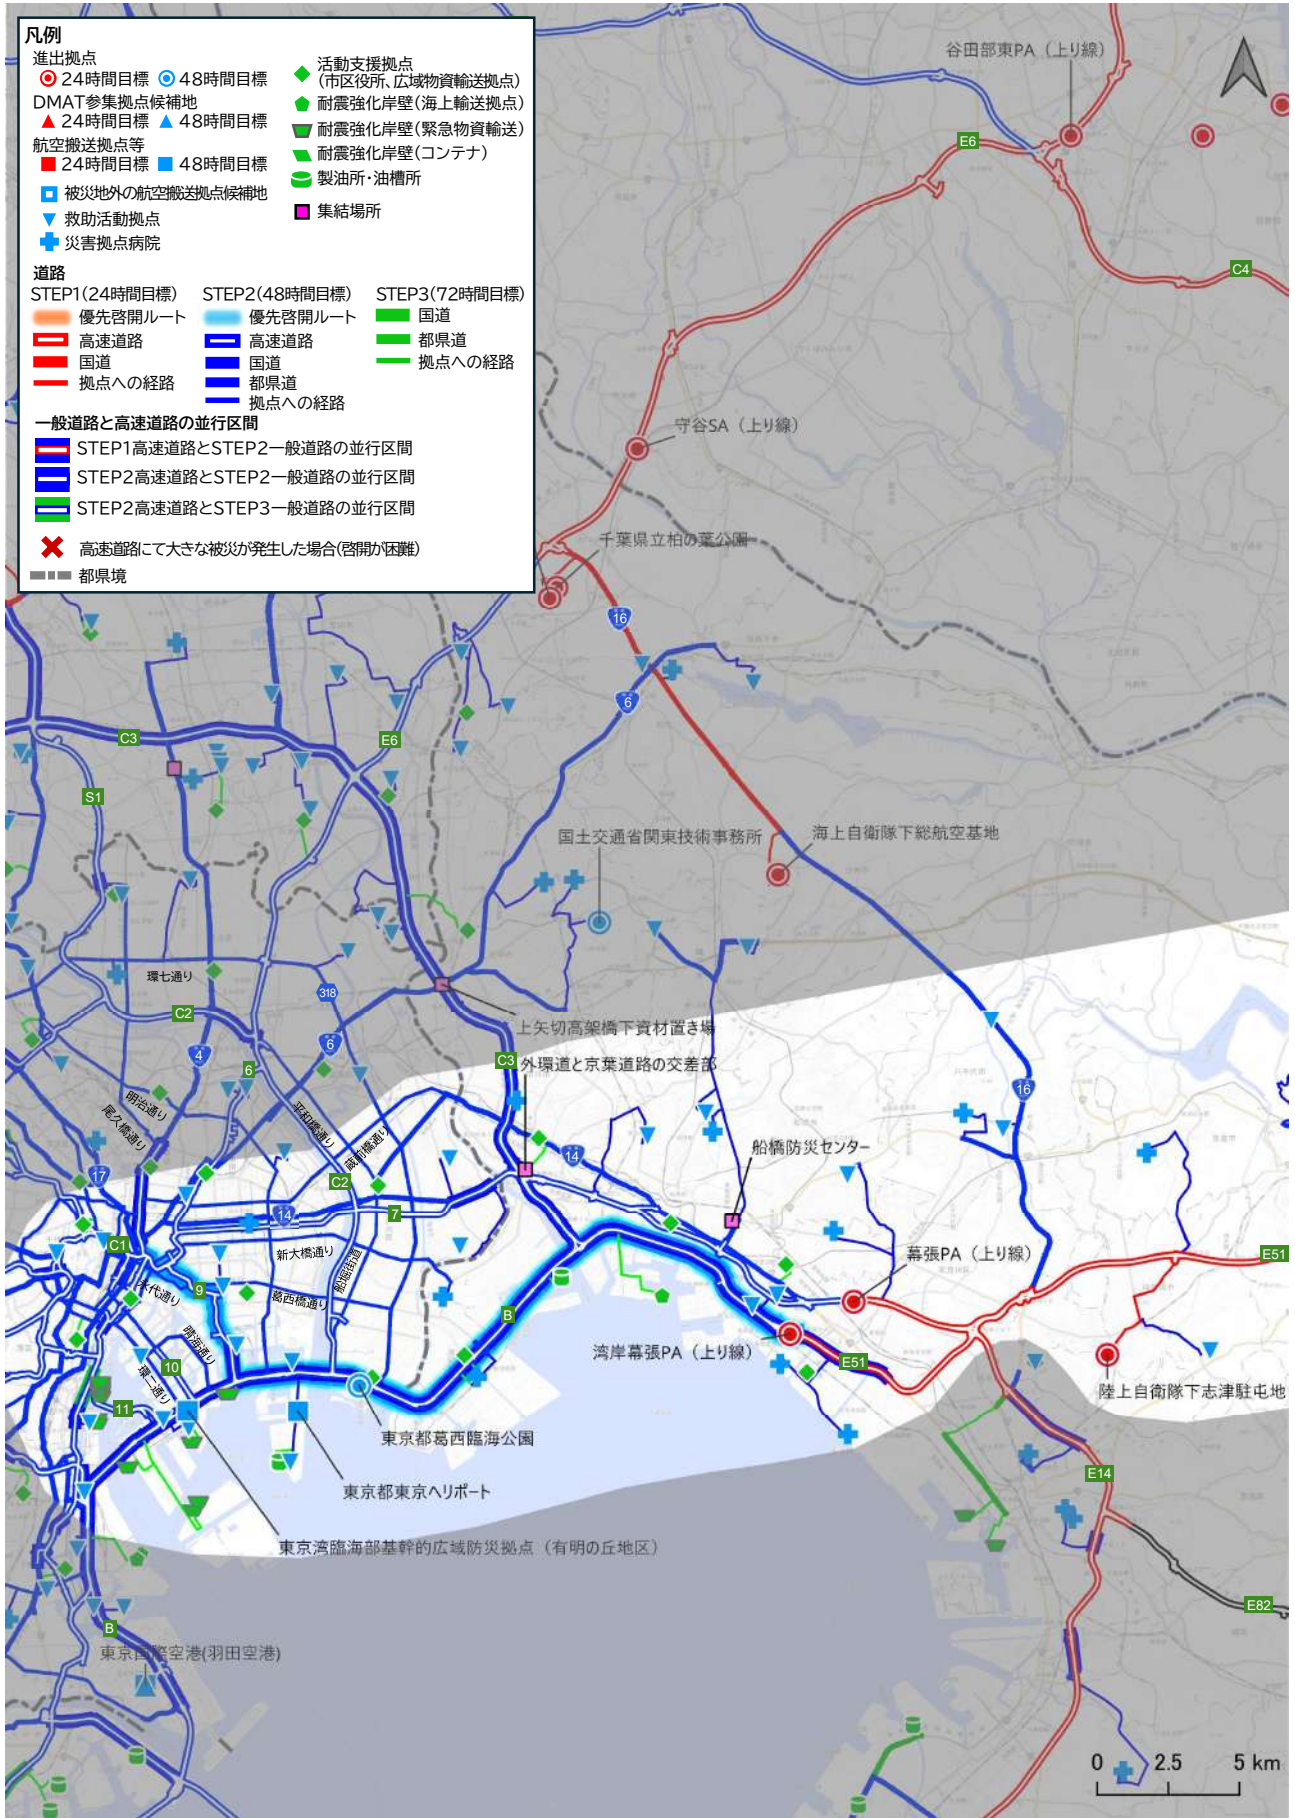 凡例
進出拠点
24時間目標 48時間目標
DMAT参集拠点候補地
24時間目標 48時間目標
航空搬送拠点等
24時間目標 48時間目標
被災地外の航空搬送拠点候補地
救助活動拠点
災害拠点病院
活動支援拠点
(市区役所、広域物資輸送拠点)
耐震強化岸壁(海上輸送拠点)
耐震強化岸壁(緊急物資輸送)
耐震強化岸壁(コンテナ)
製油所・油槽所
集結場所
道路
STEP1(24時間目標) STEP2(48時間目標) STEP3(72時間目標)
優先啓開ルート 優先啓開ルート 国道
高速道路 高速道路 都県道
国道 国道 拠点への経路
拠点への経路 都県道
拠点への経路
一般道路と高速道路の並行区間
STEP1高速道路とSTEP2一般道路の並行区間
STEP2高速道路とSTEP2一般道路の並行区間
STEP2高速道路とSTEP3一般道路の並行区間
高速道路にて大きな被災が発生した場合(啓開が困難)
都県境
谷田部東PA（上り線）
E6
C4
守谷SA（上り線）
千葉県立柏の葉公園
16
6
C3
E6
S1
国土交通省関東技術事務所
海上自衛隊下総航空基地
環七通り
318
C2
上矢切高架橋下資材置き場
4
6
6
C3
外環道と京葉道路の交差部
16
明治通り
尾久橋通り
平和橋通り
蔵前橋通り
14
船橋防災センター
17
C2
14
7
C1
新大橋通り
船堀街道
幕張PA（上り線）
E51
永代通り
9
葛西橋通り
B
晴海通り
湾岸幕張PA（上り線）
E51
10
環二通り
11
陸上自衛隊下志津駐屯地
東京都葛西臨海公園
東京都東京ヘリポート
E14
東京湾臨海部基幹的広域防災拠点（有明の丘地区）
E82
B
東京国際空港(羽田空港)
0 2.5 5 km